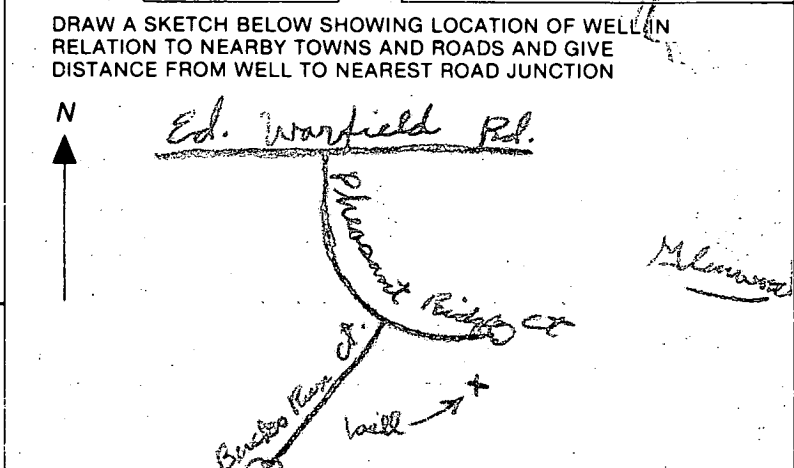 DRAW A SKETCH BELOW SHOWING LOCATION OF WELL IN
RELATION TO NEARBY TOWNS AND ROADS AND GIVE
DISTANCE FROM WELL TO NEAREST ROAD JUNCTION
N
Ed. Warfield Rd.
Pheasant Ridge Ct
Glenwood
Run
Well